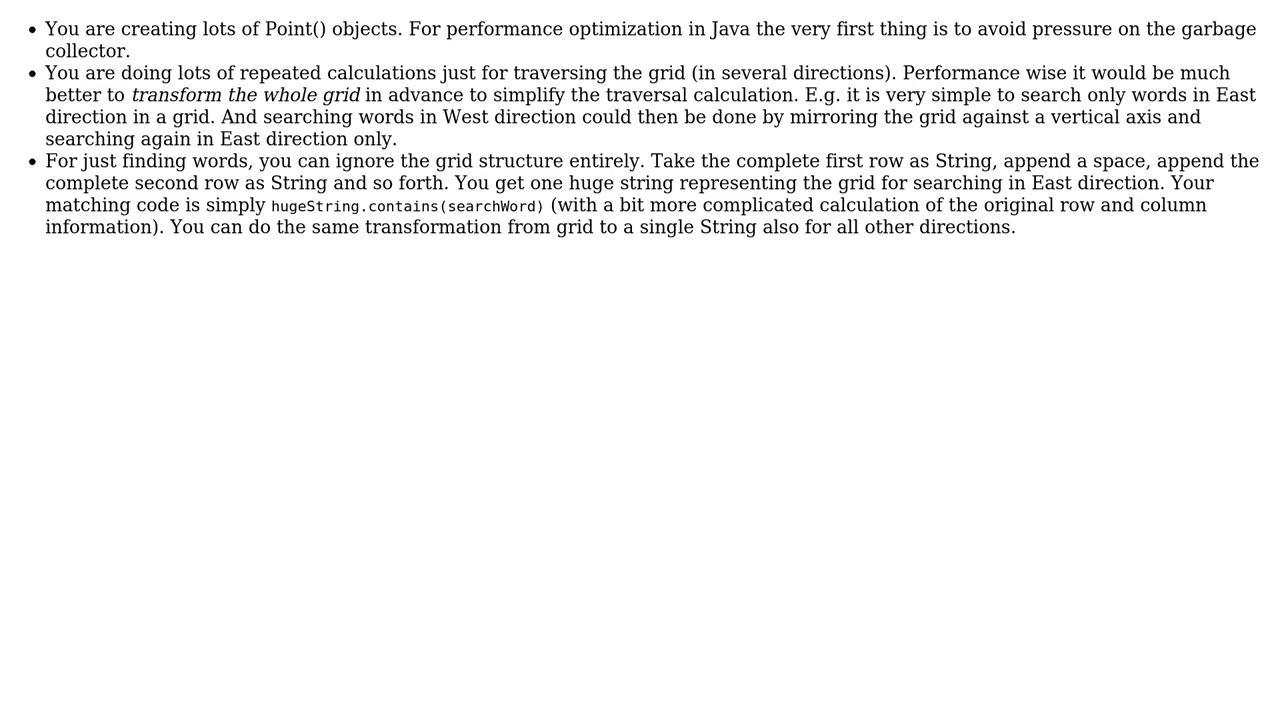 • You are creating lots of Point() objects. For performance optimization in Java the very first thing is to avoid pressure on the garbage
collector.
• You are doing lots of repeated calculations just for traversing the grid (in several directions). Performance wise it would be much
better to transform the whole grid in advance to simplify the traversal calculation. E.g. it is very simple to search only words in East
direction in a grid. And searching words in West direction could then be done by mirroring the grid against a vertical axis and
searching again in East direction only.
• For just finding words, you can ignore the grid structure entirely. Take the complete first row as String, append a space, append the
complete second row as String and so forth. You get one huge string representing the grid for searching in East direction. Your
matching code is simply hugeString.contains(searchWord) (with a bit more complicated calculation of the original row and column
information). You can do the same transformation from grid to a single String also for all other directions.